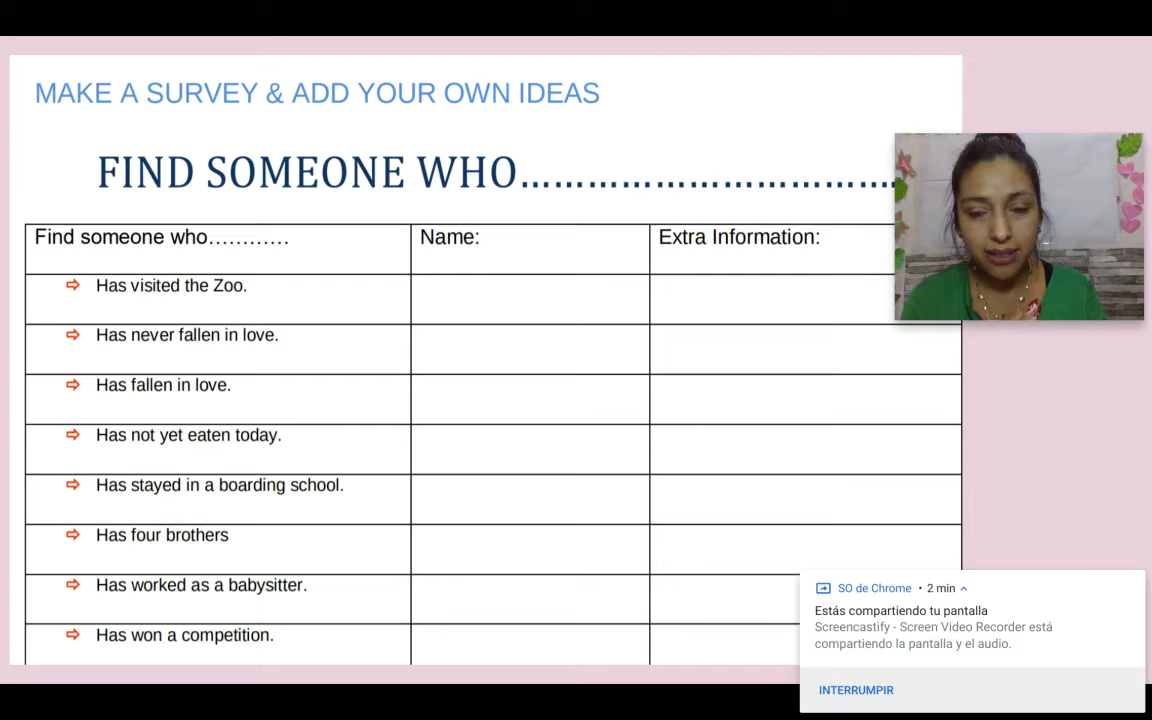 MAKE A SURVEY & ADD YOUR OWN IDEAS
FIND SOMEONE WHO……………………………
Find someone who………… Name: Extra Information:
⇨ Has visited the Zoo.
⇨ Has never fallen in love.
⇨ Has fallen in love.
⇨ Has not yet eaten today.
⇨ Has stayed in a boarding school.
⇨ Has four brothers
⇨ Has worked as a babysitter.
⇨ Has won a competition.
SO de Chrome • 2 min
Estás compartiendo tu pantalla
Screencastify - Screen Video Recorder está
compartiendo la pantalla y el audio.
INTERRUMPIR